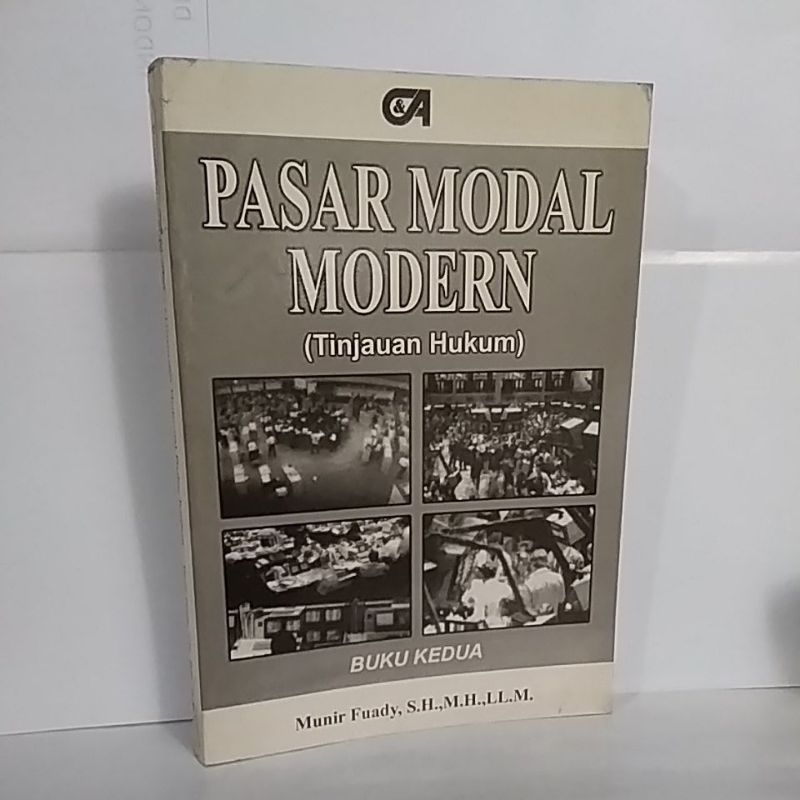 C&A
PASAR MODAL
MODERN
(Tinjauan Hukum)
BUKU KEDUA
Munir Fuady, S.H.,M.H.,LL.M.